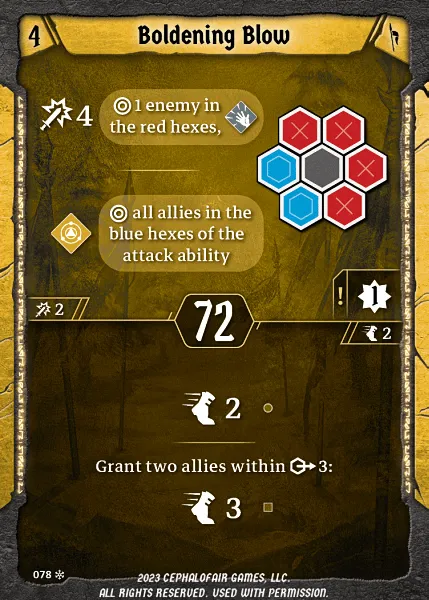 4 Boldening Blow
4 1 enemy in
the red hexes,
all allies in the
blue hexes of the
attack ability
! 1
2 72 2
2
Grant two allies within 3:
3
078
2023 CEPHALOFAIR GAMES, LLC.
ALL RIGHTS RESERVED. USED WITH PERMISSION.